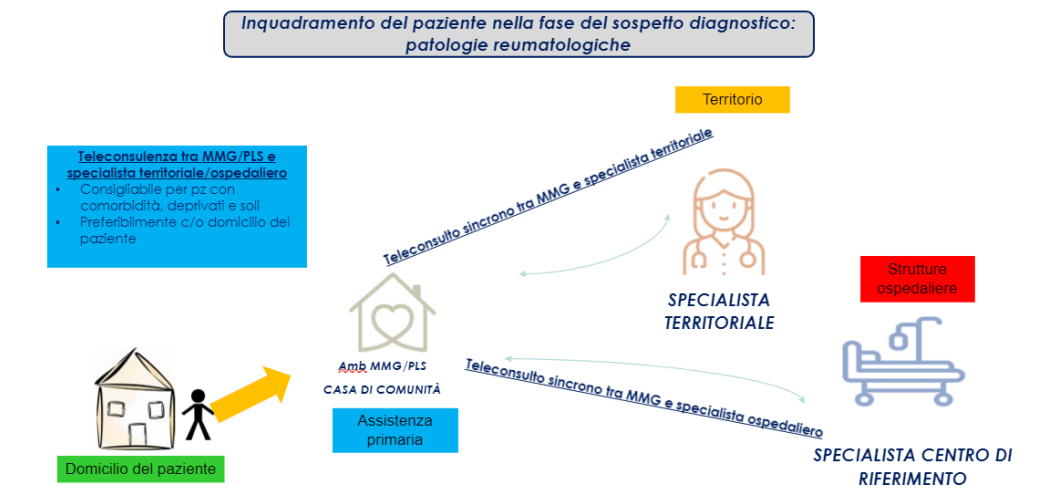 Inquadramento del paziente nella fase del sospetto diagnostico:
patologie reumatologiche
Territorio
Teleconsulenza tra MMG/PLS e
specialista territoriale/ospedaliero
• Consigliabile per pz con
comorbidità, deprivati e soli
• Preferiblimente c/o domicilio del
paziente
Teleconsulto sincrono tra MMG e specialista territoriale
Strutture
ospedaliere
SPECIALISTA
TERRITORIALE
Amb MMG/PLS
CASA DI COMUNITÀ
Teleconsulto sincrono tra MMG e specialista ospedaliero
Assistenza
primaria
Domicilio del paziente
SPECIALISTA CENTRO DI
RIFERIMENTO